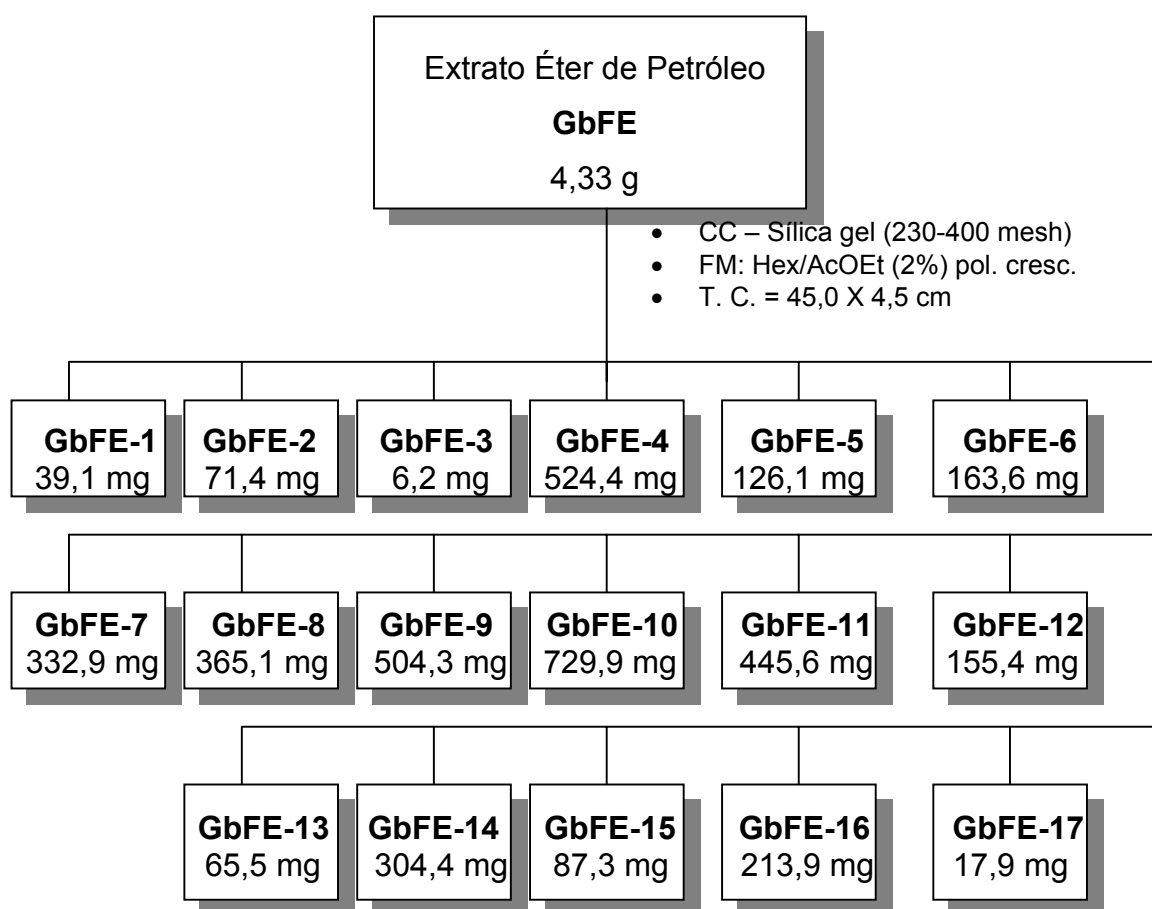 Extrato Éter de Petróleo
GbFE
4,33 g
• CC – Sílica gel (230-400 mesh)
• FM: Hex/AcOEt (2%) pol. cresc.
• T. C. = 45,0 X 4,5 cm
GbFE-1
39,1 mg
GbFE-2
71,4 mg
GbFE-3
6,2 mg
GbFE-4
524,4 mg
GbFE-5
126,1 mg
GbFE-6
163,6 mg
GbFE-7
332,9 mg
GbFE-8
365,1 mg
GbFE-9
504,3 mg
GbFE-10
729,9 mg
GbFE-11
445,6 mg
GbFE-12
155,4 mg
GbFE-13
65,5 mg
GbFE-14
304,4 mg
GbFE-15
87,3 mg
GbFE-16
213,9 mg
GbFE-17
17,9 mg